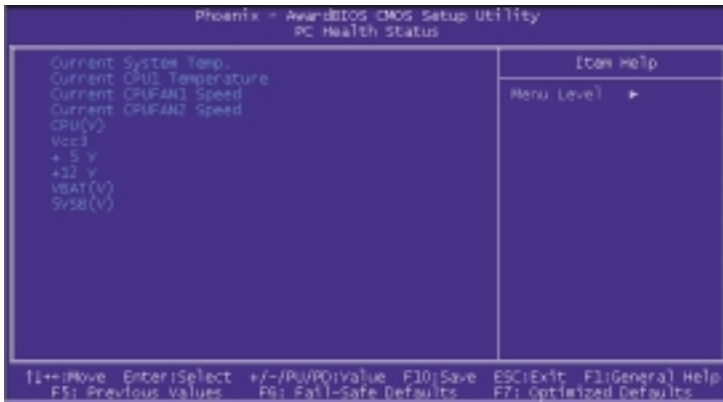 Phoenix - AwardBIOS CMOS Setup Utility
PC Health Status
Current System Temp.
Current CPU1 Temperature
Current CPUFAN1 Speed
Current CPUFAN2 Speed
CPU(V)
Vcc3
+ 5 V
+12 V
VBAT(V)
5VSB(V)
Item Help
Menu Level ►
↑↓←→:Move Enter:Select +/-/PU/PD:Value F10:Save ESC:Exit F1:General Help
F5: Previous Values F6: Fail-Safe Defaults F7: Optimized Defaults